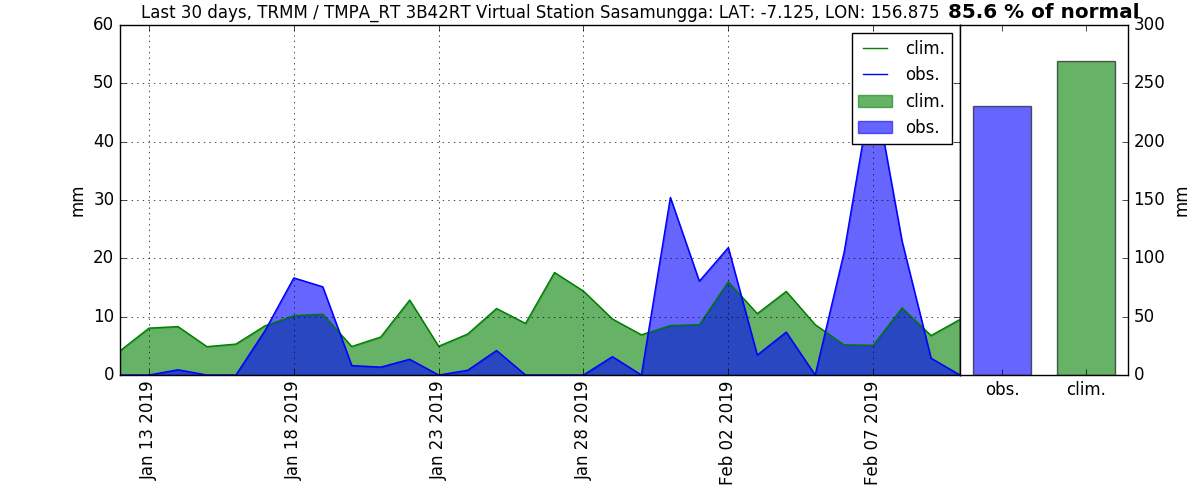 Last 30 days, TRMM / TMPA_RT 3B42RT Virtual Station Sasamungga: LAT: -7.125, LON: 156.875 85.6 % of normal
60
50
40
30
20
10
0
mm
clim.
obs.
clim.
obs.
300
250
200
150
100
50
0
mm
obs. clim.
Jan 13 2019
Jan 18 2019
Jan 23 2019
Jan 28 2019
Feb 02 2019
Feb 07 2019